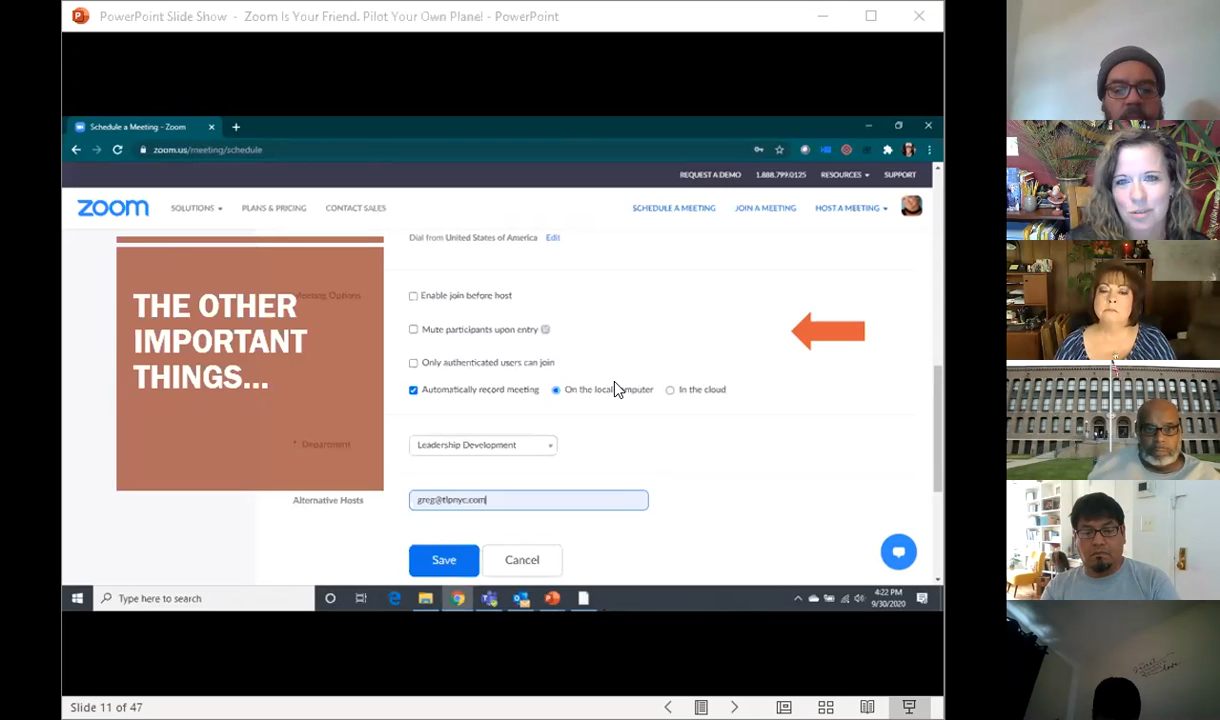 PowerPoint Slide Show - Zoom Is Your Friend. Pilot Your Own Plane! - PowerPoint
Schedule a Meeting - Zoom
zoom.us/meeting/schedule
REQUEST A DEMO 1.888.799.0125 RESOURCES SUPPORT
zoom SOLUTIONS PLANS & PRICING CONTACT SALES SCHEDULE A MEETING JOIN A MEETING HOST A MEETING
Dial from United States of America Edit
THE OTHER
IMPORTANT
THINGS...
Meeting Options
Enable join before host
Mute participants upon entry
Only authenticated users can join
Automatically record meeting On the local computer In the cloud
* Department Leadership Development
Alternative Hosts greg@tlpnyc.com
Save Cancel
Type here to search
4:22 PM
9/30/2020
Slide 11 of 47